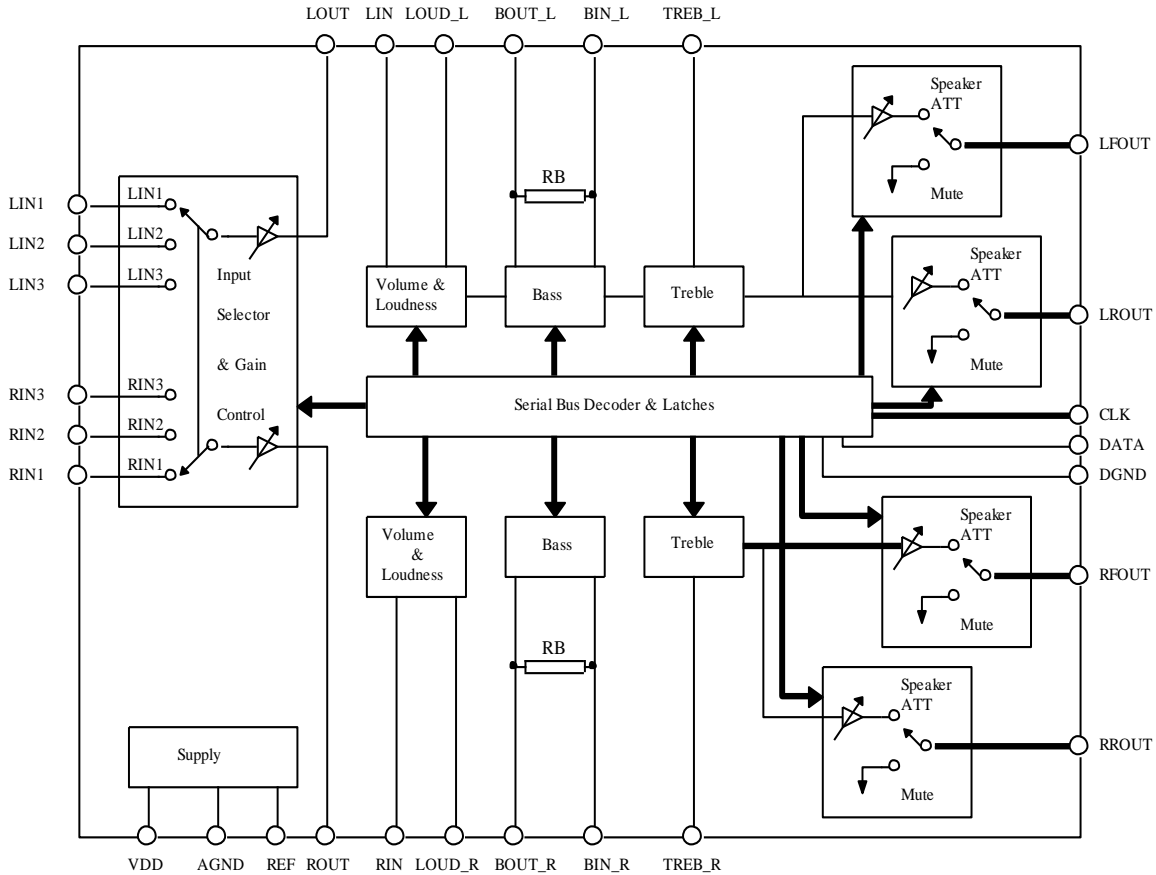 LOUT LIN LOUD_L BOUT_L BIN_L TREB_L
Speaker
ATT
Mute
LFOUT
RB
LIN1
LIN2
LIN3
LIN1
LIN2
LIN3
Input
Selector
& Gain
Control
RIN3
RIN2
RIN1
RIN3
RIN2
RIN1
Volume &
Loudness
Bass
Treble
Speaker
ATT
Mute
LROUT
Serial Bus Decoder & Latches
CLK
DATA
DGND
Volume
&
Loudness
Bass
Treble
Speaker
ATT
Mute
RFOUT
RB
Speaker
ATT
Mute
RROUT
Supply
VDD AGND REF ROUT RIN LOUD_R BOUT_R BIN_R TREB_R